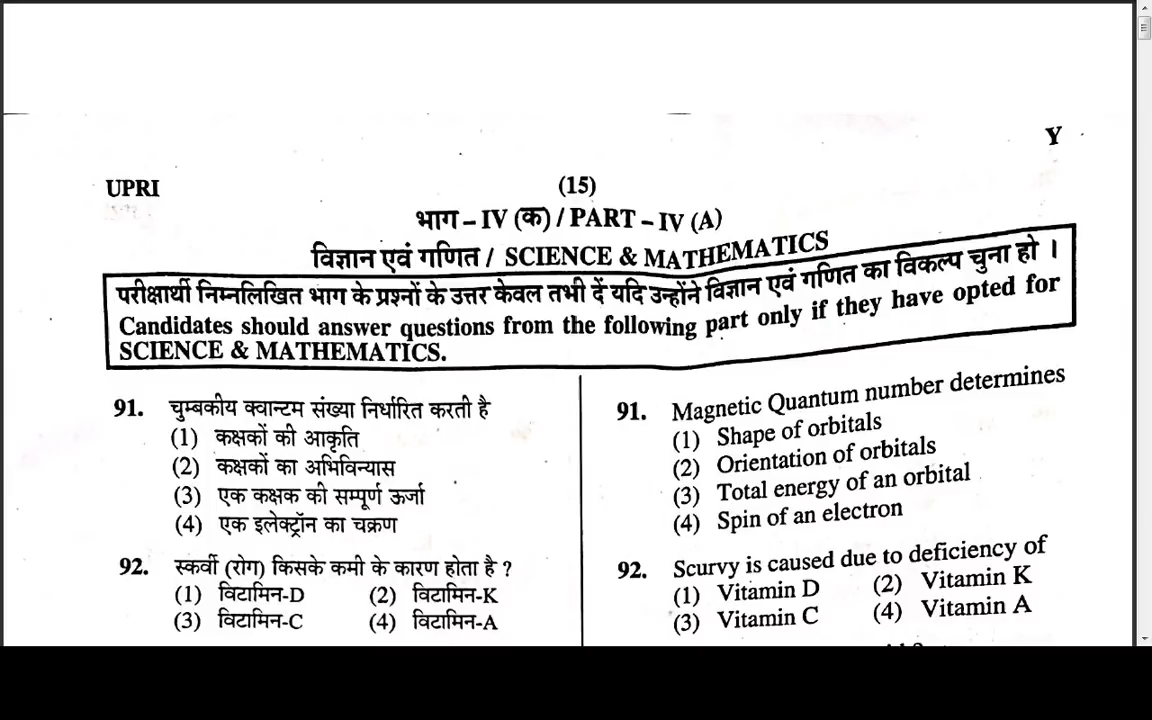 Y
UPRI
(15)
भाग – IV (क) / PART – IV (A)
विज्ञान एवं गणित / SCIENCE & MATHEMATICS
परीक्षार्थी निम्नलिखित भाग के प्रश्नों के उत्तर केवल तभी दें यदि उन्होंने विज्ञान एवं गणित का विकल्प चुना हो ।
Candidates should answer questions from the following part only if they have opted for
SCIENCE & MATHEMATICS.
91. चुम्बकीय क्वान्टम संख्या निर्धारित करती है
(1) कक्षकों की आकृति
(2) कक्षकों का अभिविन्यास
(3) एक कक्षक की सम्पूर्ण ऊर्जा
(4) एक इलेक्ट्रॉन का चक्रण
92. स्कर्वी (रोग) किसके कमी के कारण होता है ?
(1) विटामिन-D (2) विटामिन-K
(3) विटामिन-C (4) विटामिन-A
91. Magnetic Quantum number determines
(1) Shape of orbitals
(2) Orientation of orbitals
(3) Total energy of an orbital
(4) Spin of an electron
92. Scurvy is caused due to deficiency of
(1) Vitamin D (2) Vitamin K
(3) Vitamin C (4) Vitamin A